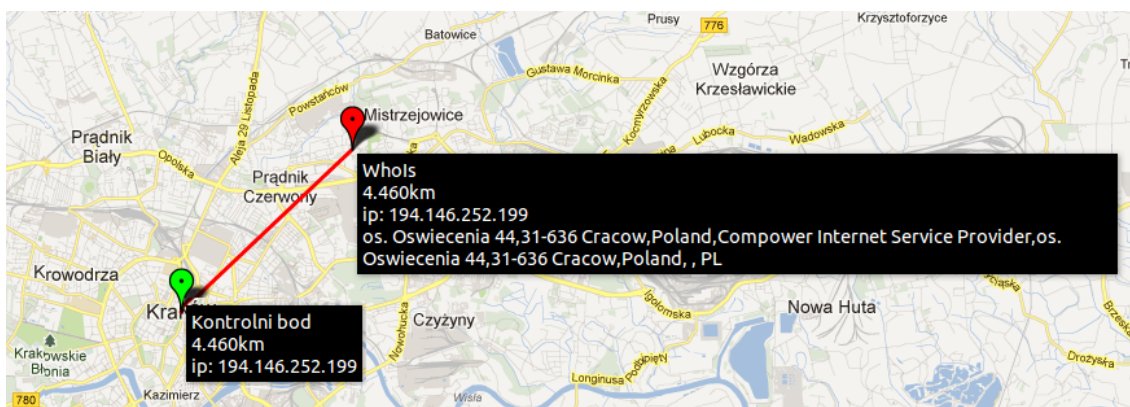 Prusy
776
Krzysztoforzyce
Batowice
Gustawa Morcinka
Wzgórza
Krzesławickie
Aleja 29 Listopada
Powstańców
Mistrzejowice
Kocmyrzowska
Łubocka
Wadowska
Prądnik
Biały
Opolska
Prądnik
Czerwony
WhoIs
4.460km
ip: 194.146.252.199
os. Oswiecenia 44,31-636 Cracow,Poland,Compower Internet Service Provider,os.
Oswiecenia 44,31-636 Cracow,Poland, , PL
Krowodrza
Igołomska
Nowa Huta
Kontrolni bod
4.460km
ip: 194.146.252.199
Czyżyny
Nowohucka
Krakowskie
Błonia
Longinusa Podbipięty
780
Kazimierz
Wisła